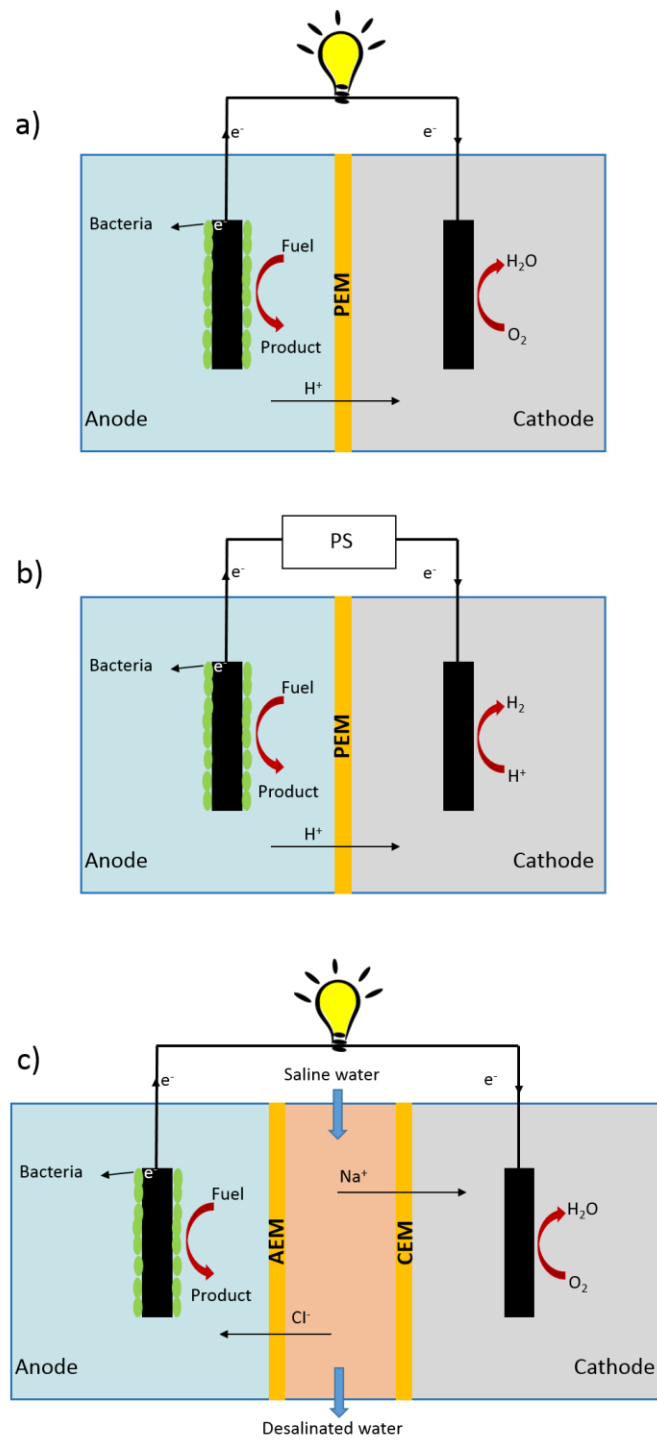 a)
e⁻
e⁻
Bacteria
e⁻
Fuel
Product
PEM
H₂O
O₂
H⁺
Anode
Cathode
PS
b)
e⁻
e⁻
Bacteria
e⁻
Fuel
Product
PEM
H₂
H⁺
H⁺
Anode
Cathode
c)
e⁻
Saline water
e⁻
Bacteria
e⁻
Fuel
Product
AEM
Na⁺
CEM
H₂O
O₂
Cl⁻
Anode
Cathode
Desalinated water